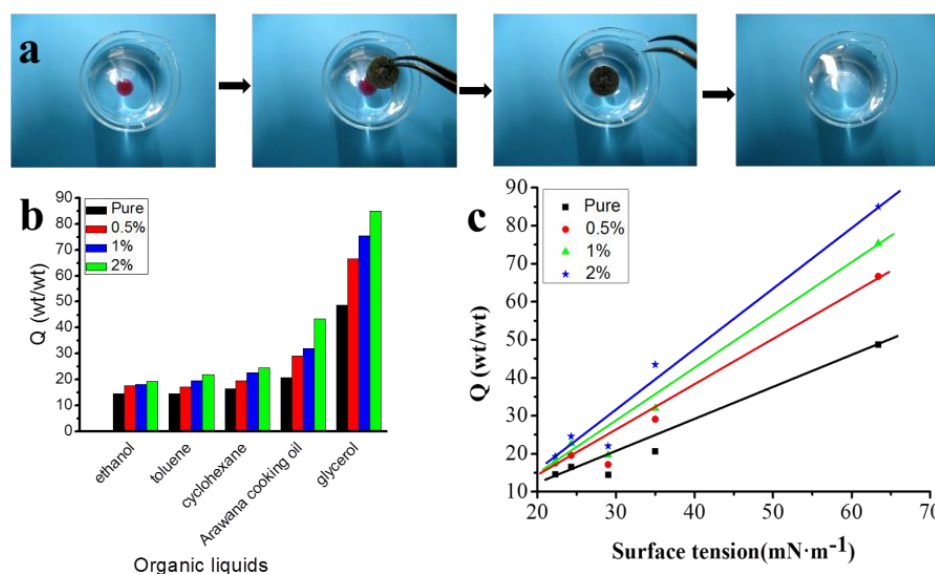 a
b
Q (wt/wt)
90
80
70
60
50
40
30
20
10
0
Pure
0.5%
1%
2%
ethanol
toluene
cyclohexane
Arawana cooking oil
glycerol
Organic liquids
c
Q (wt/wt)
90
80
70
60
50
40
30
20
10
Pure
0.5%
1%
2%
20
30
40
50
60
70
Surface tension(mN·m⁻¹)